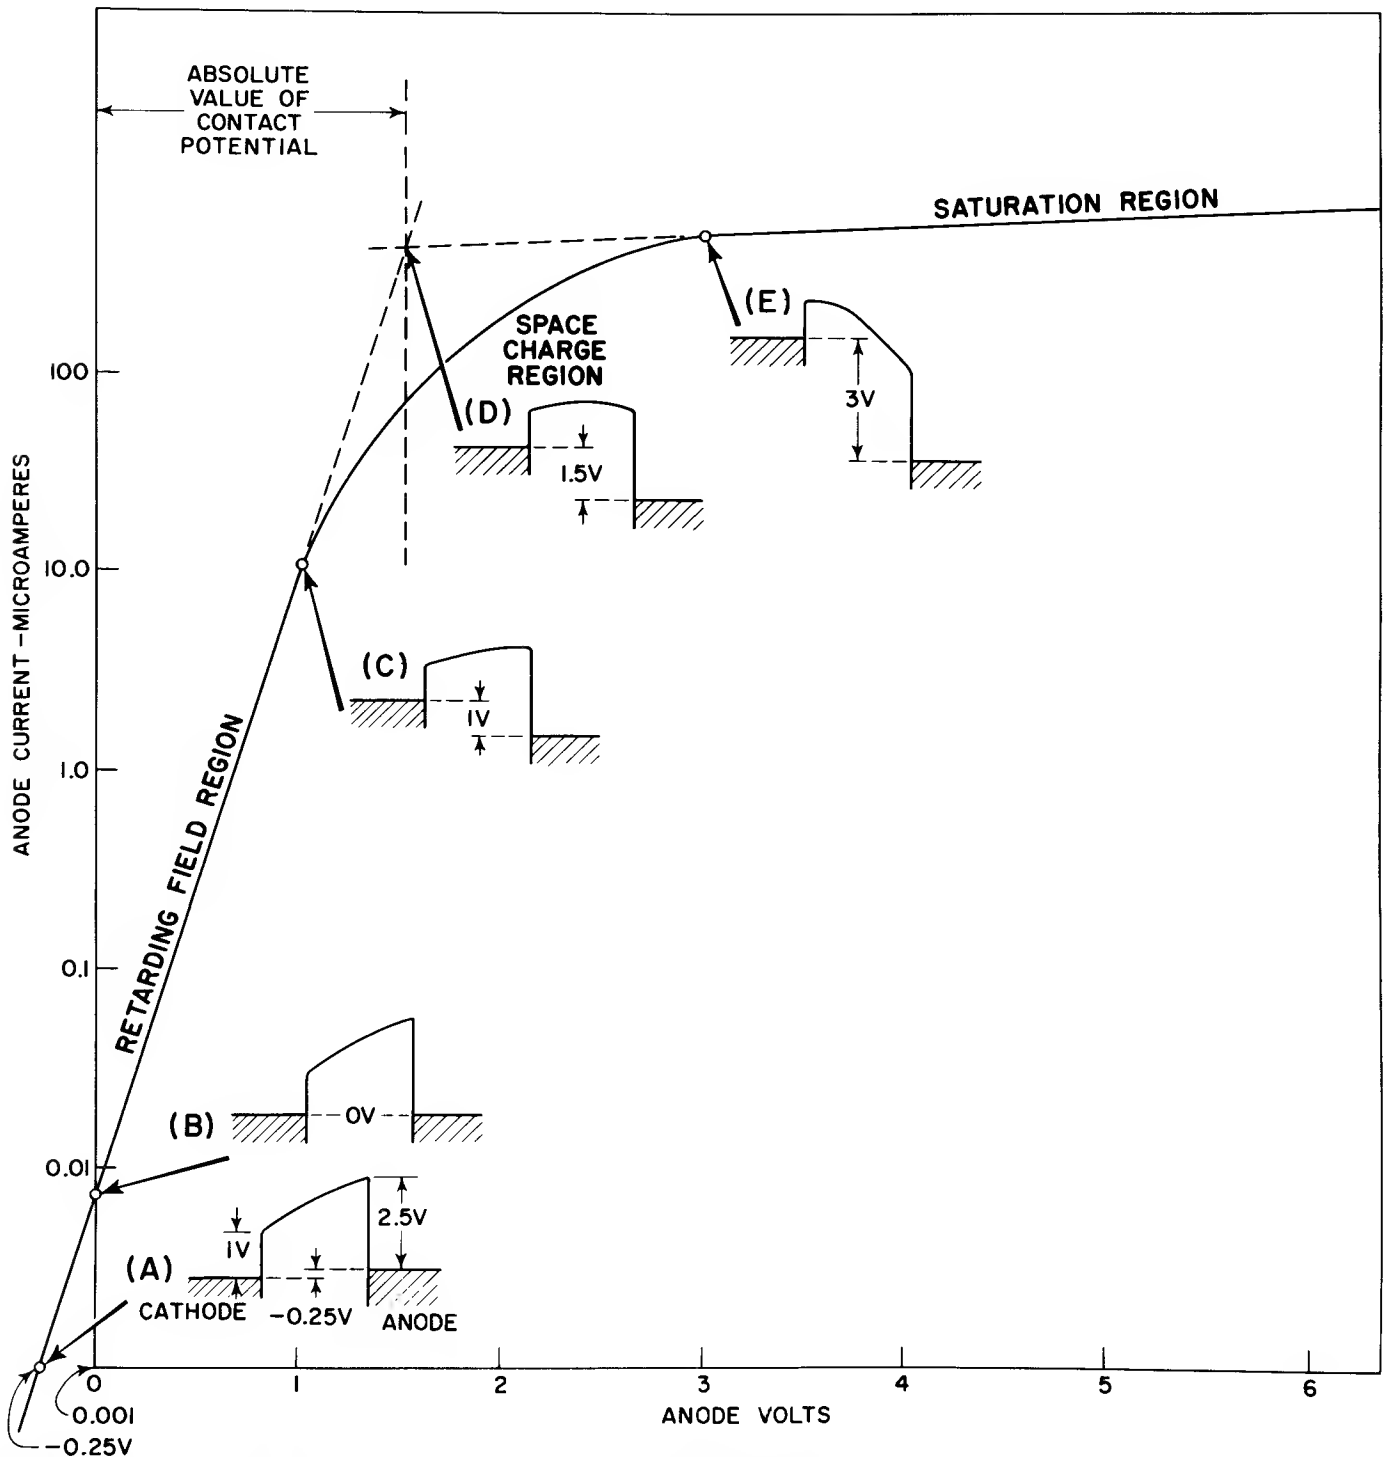 ABSOLUTE
VALUE OF
CONTACT
POTENTIAL
SATURATION REGION
(E)
3V
SPACE
CHARGE
REGION
(D)
1.5V
(C)
1V
RETARDING FIELD REGION
(B)
0V
(A)
1V
2.5V
CATHODE
-0.25V
ANODE
ANODE CURRENT-MICROAMPERES
100
10.0
1.0
0.1
0.01
0 1 2 3 4 5 6
0.001
-0.25V
ANODE VOLTS